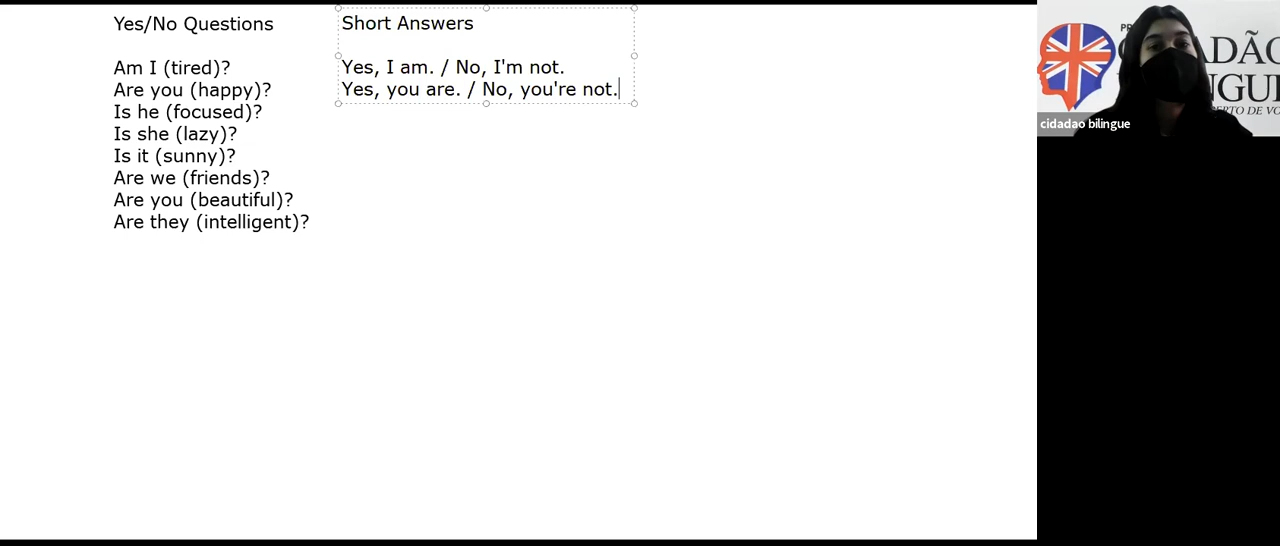 Yes/No Questions
Short Answers
Am I (tired)?
Yes, I am. / No, I'm not.
Are you (happy)?
Yes, you are. / No, you're not.
Is he (focused)?
Is she (lazy)?
Is it (sunny)?
Are we (friends)?
Are you (beautiful)?
Are they (intelligent)?
cidadao bilingue